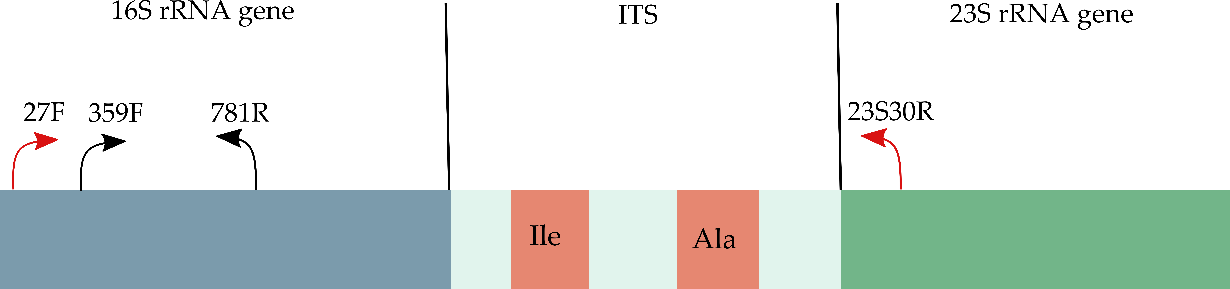 16S rRNA gene
ITS
23S rRNA gene
27F
359F
781R
23S30R
Ile
Ala